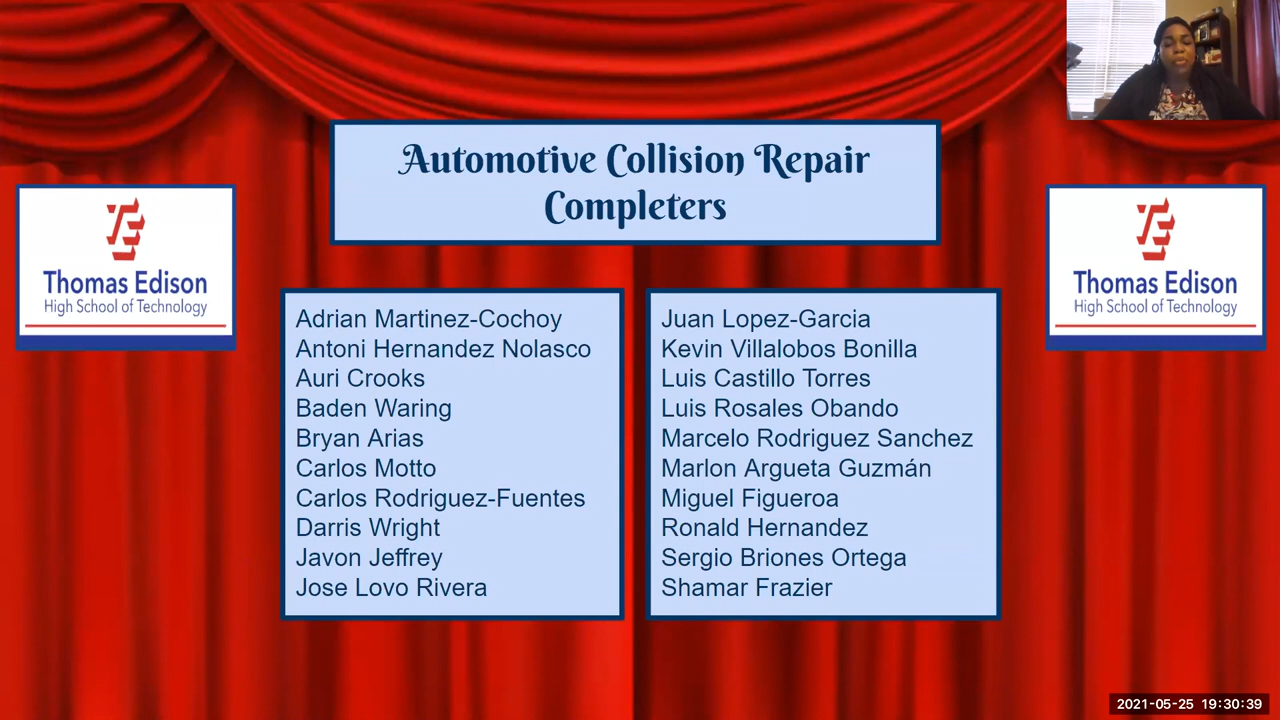 Automotive Collision Repair
Completers
Thomas Edison
High School of Technology
Thomas Edison
High School of Technology
Adrian Martinez-Cochoy
Antoni Hernandez Nolasco
Auri Crooks
Baden Waring
Bryan Arias
Carlos Motto
Carlos Rodriguez-Fuentes
Darris Wright
Javon Jeffrey
Jose Lovo Rivera
Juan Lopez-Garcia
Kevin Villalobos Bonilla
Luis Castillo Torres
Luis Rosales Obando
Marcelo Rodriguez Sanchez
Marlon Argueta Guzmán
Miguel Figueroa
Ronald Hernandez
Sergio Briones Ortega
Shamar Frazier
2021-05-25 19:30:39